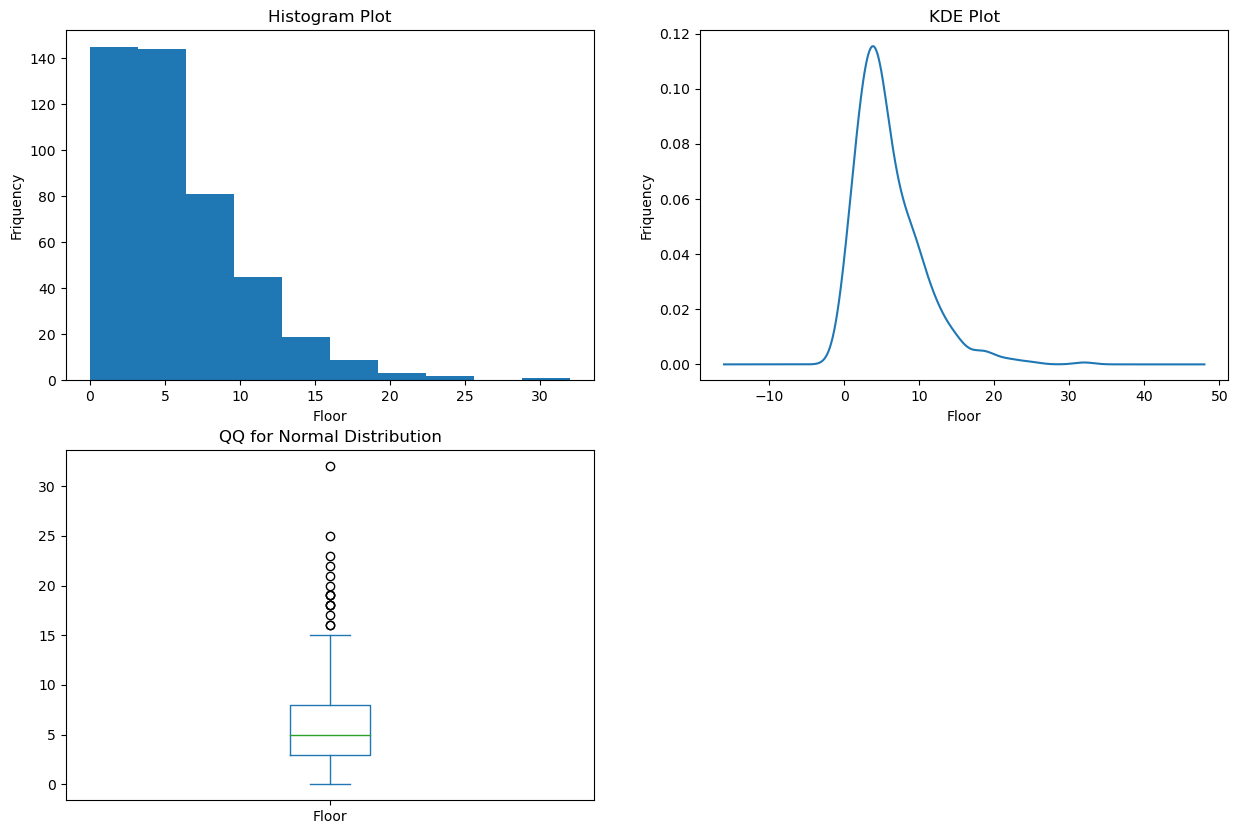 Histogram Plot
Friquency
140
120
100
80
60
40
20
0
0 5 10 15 20 25 30
Floor
KDE Plot
Friquency
0.12
0.10
0.08
0.06
0.04
0.02
0.00
−10 0 10 20 30 40 50
Floor
QQ for Normal Distribution
30
25
20
15
10
5
0
Floor